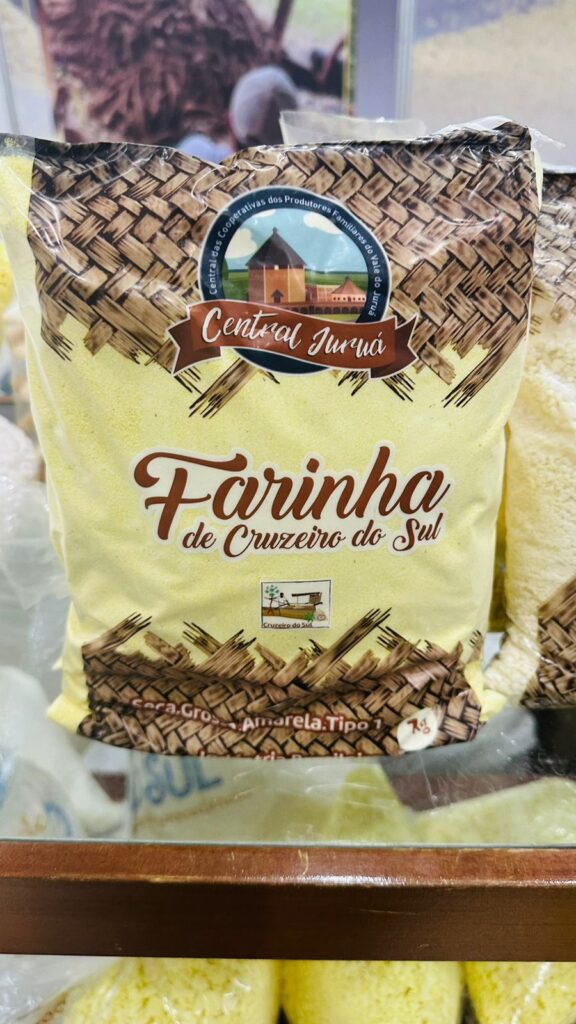 Central das Cooperativas dos Produtores Familiares do Vale do Juruá
Central Juruá
Farinha
de Cruzeiro do Sul
Cruzeiro do Sul
Seca.Grossa.Amarela.Tipo 1
1kg
SUL